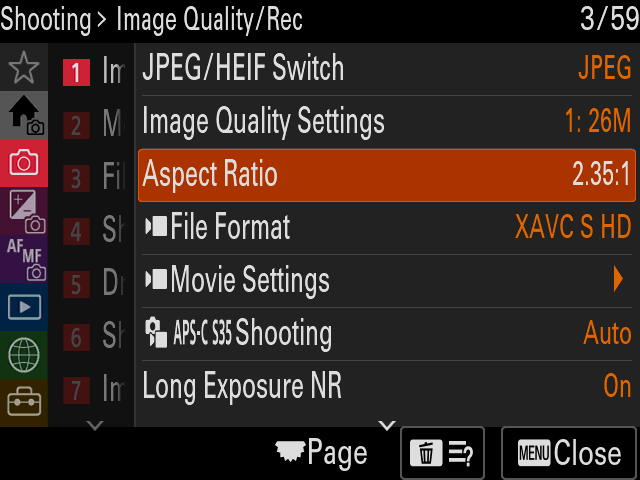 Shooting> Image Quality/Rec 3/59
1 Im JPEG/HEIF Switch JPEG
2 M Image Quality Settings 1: 26M
3 Fil Aspect Ratio 2.35:1
4 Sh File Format XAVC S HD
5 Dr Movie Settings
6 Sh APS-C S35 Shooting Auto
7 Im Long Exposure NR On
AF MF
Page MENU Close